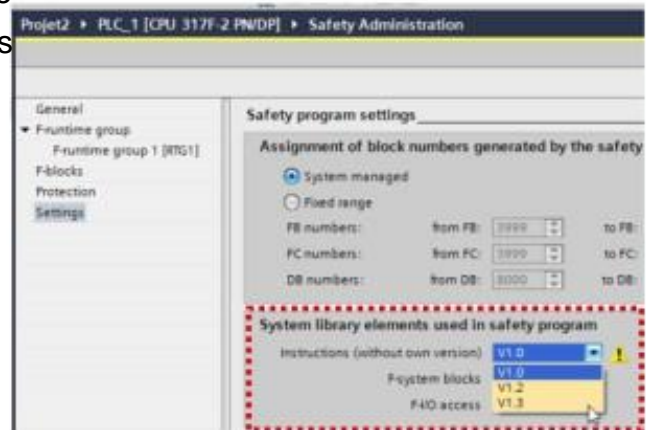 s
Projet2 ▸ PLC_1 [CPU 317F-2 PN/DP] ▸ Safety Administration
General
F-runtime group
F-runtime group 1 [RTG1]
F-blocks
Protection
Settings
Safety program settings
Assignment of block numbers generated by the safety
System managed
Fixed range
FB numbers: from FB: to FB:
FC numbers: from FC: to FC:
DB numbers: from DB: to DB:
System library elements used in safety program
Instructions (without own version) V1.0 !
V1.0
F-system blocks V1.2
F-I/O access V1.3